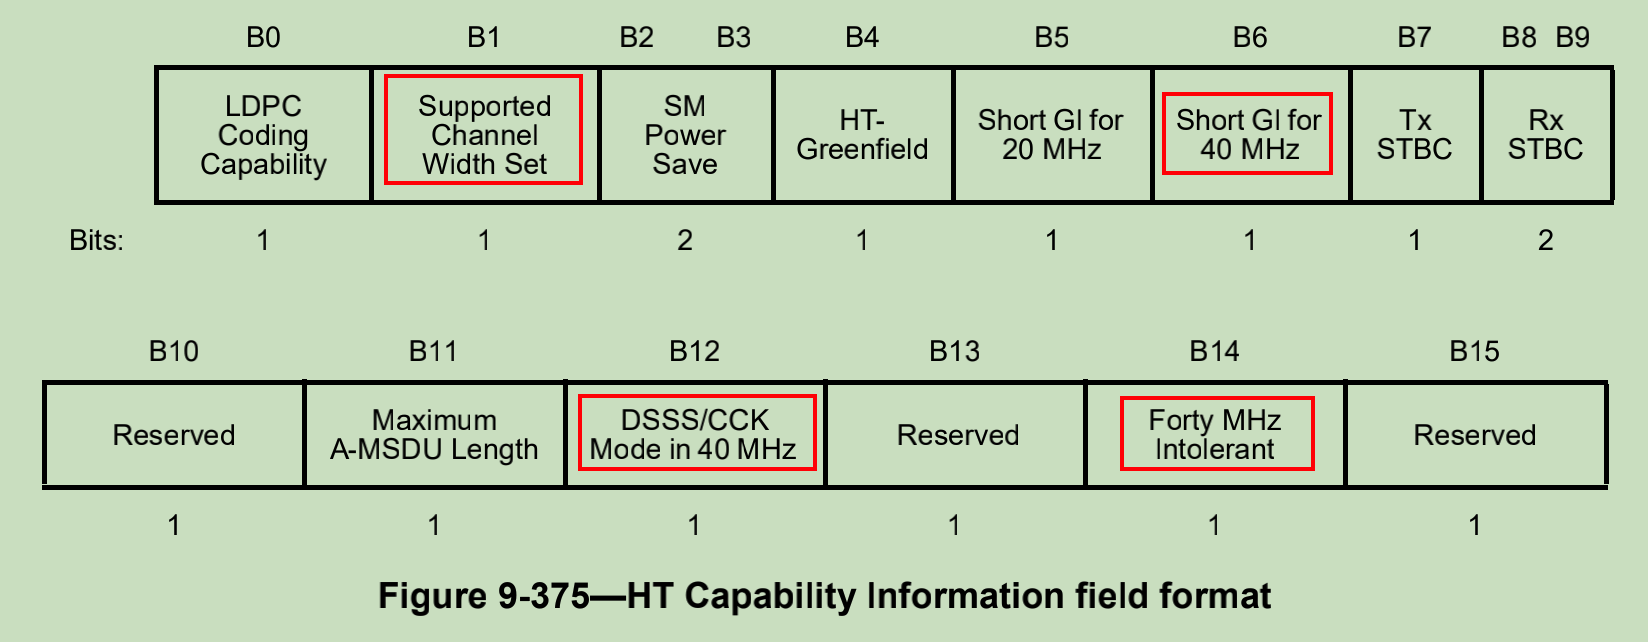 B0 B1 B2 B3 B4 B5 B6 B7 B8 B9
LDPC
Coding
Capability
Supported
Channel
Width Set
SM
Power
Save
HT-
Greenfield
Short GI for
20 MHz
Short GI for
40 MHz
Tx
STBC
Rx
STBC
Bits: 1 1 2 1 1 1 1 2
B10 B11 B12 B13 B14 B15
Reserved
Maximum
A-MSDU Length
DSSS/CCK
Mode in 40 MHz
Reserved
Forty MHz
Intolerant
Reserved
1 1 1 1 1 1
Figure 9-375—HT Capability Information field format